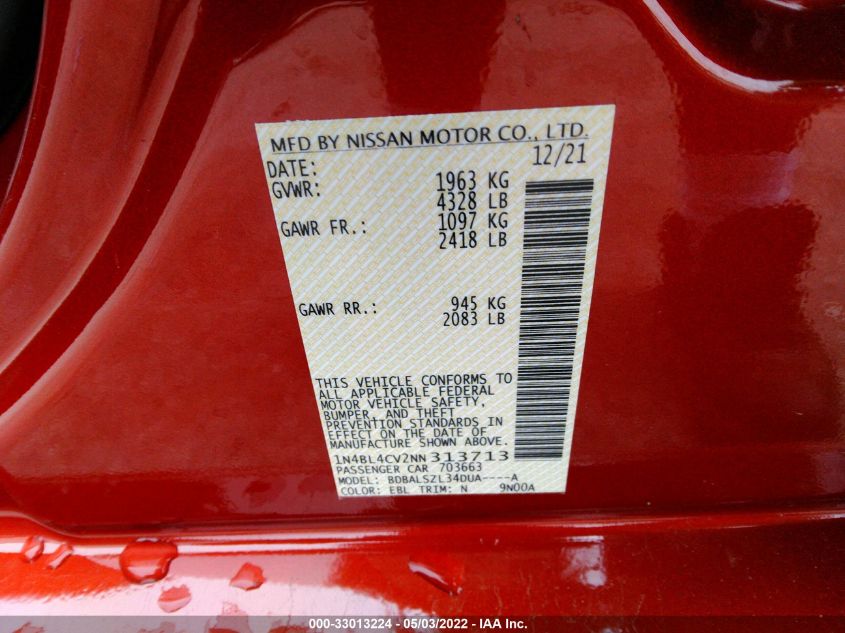 MFD BY NISSAN MOTOR CO., LTD.
DATE: 12/21
GVWR: 1963 KG
4328 LB
GAWR FR.: 1097 KG
2418 LB
GAWR RR.: 945 KG
2083 LB
THIS VEHICLE CONFORMS TO
ALL APPLICABLE FEDERAL
MOTOR VEHICLE SAFETY,
BUMPER, AND THEFT
PREVENTION STANDARDS IN
EFFECT ON THE DATE OF
MANUFACTURE SHOWN ABOVE.
1N4BL4CV2NN313713
PASSENGER CAR 703663
MODEL: BDBALSZL34DUA----A
COLOR: EBL TRIM: N 9N00A
000-33013224 - 05/03/2022 - IAA Inc.